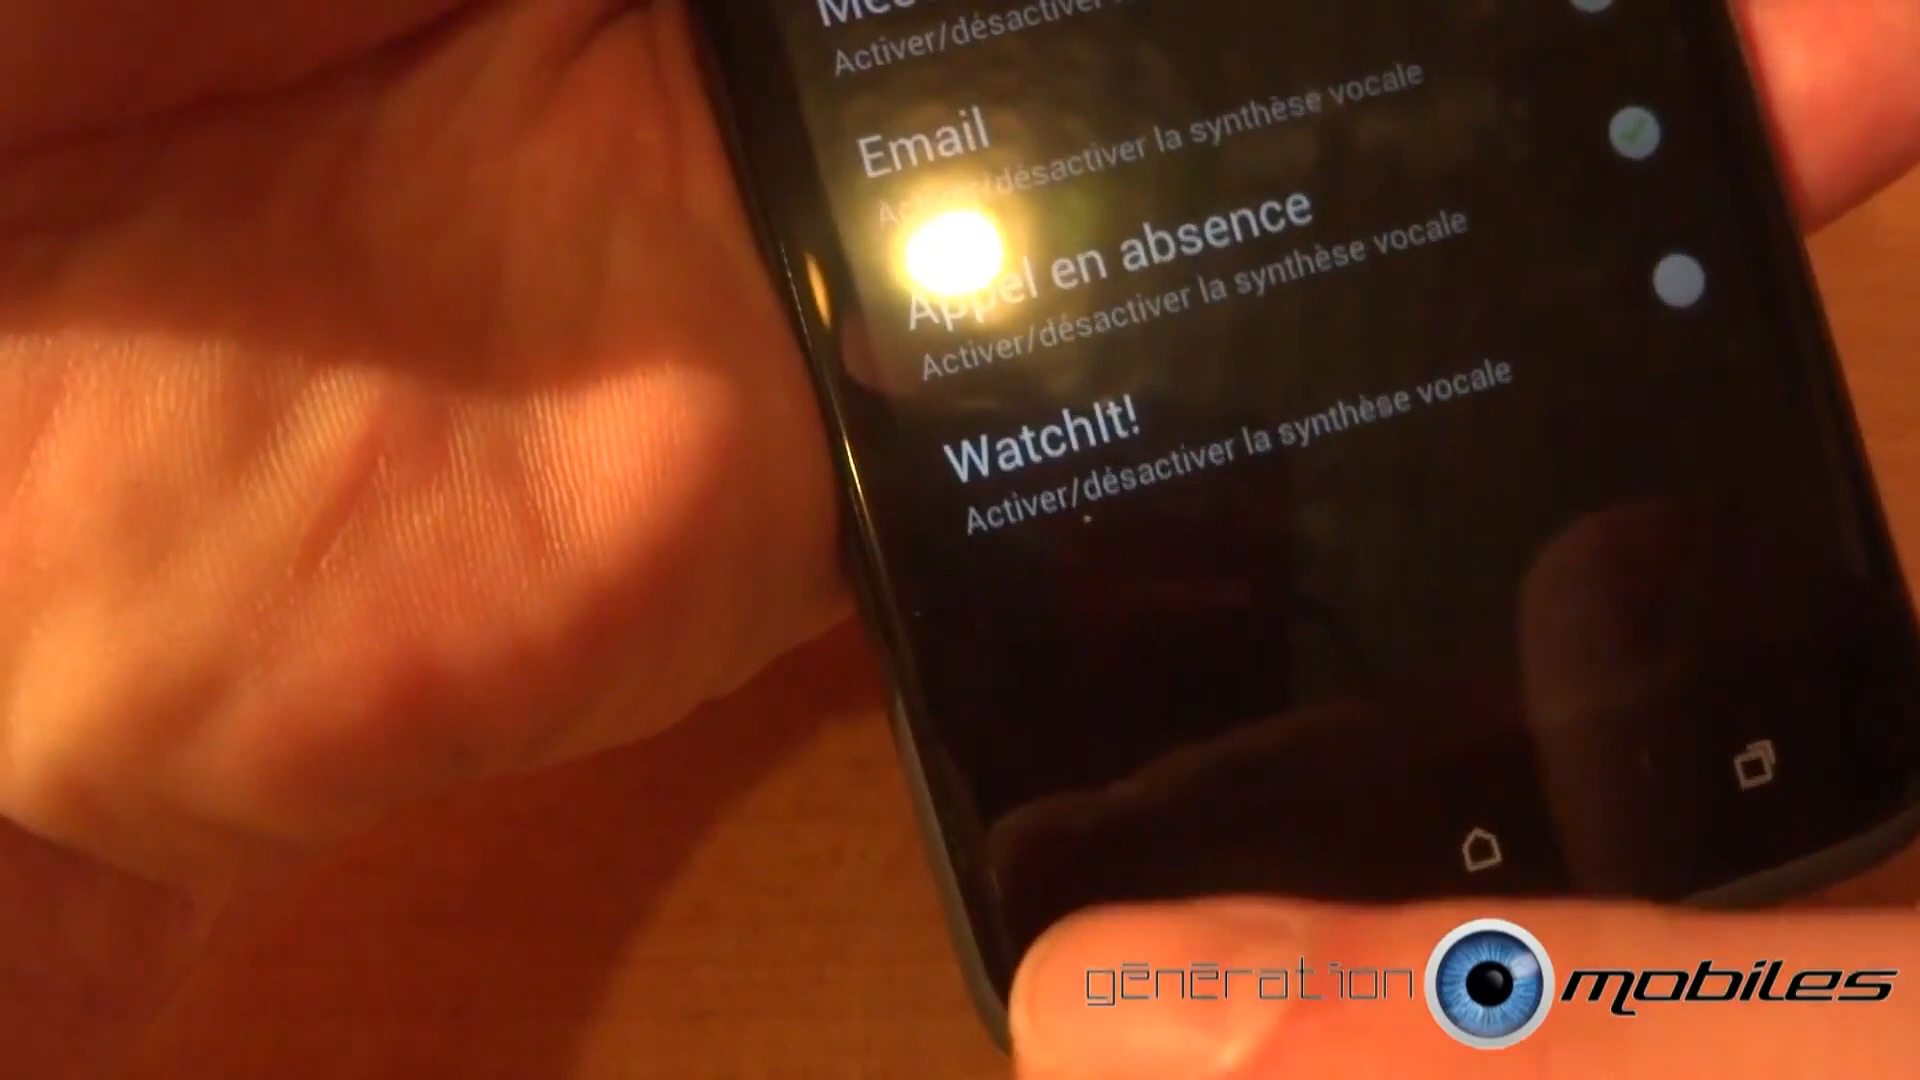 Activer/désactiver
Email
Activer/désactiver la synthèse vocale
Appel en absence
Activer/désactiver la synthèse vocale
WatchIt!
Activer/désactiver la synthèse vocale
génération mobiles